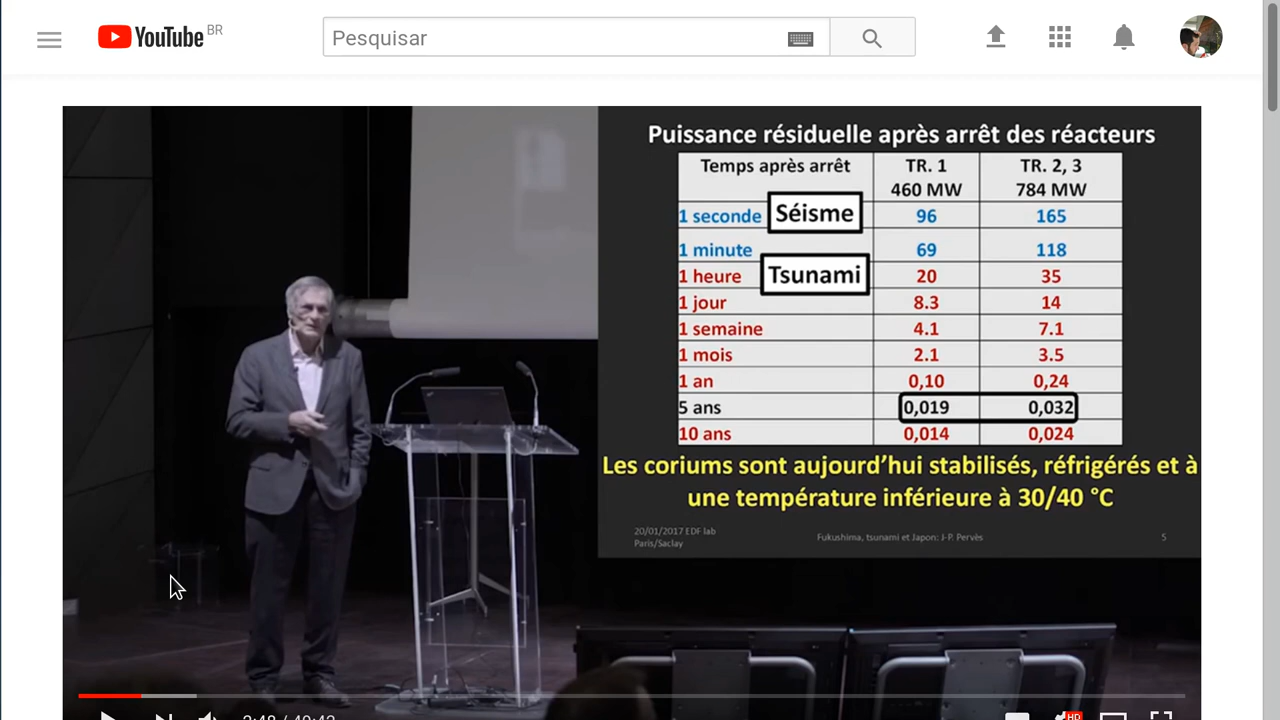 YouTube BR
Pesquisar
Puissance résiduelle après arrêt des réacteurs
Temps après arrêt TR. 1 TR. 2, 3
460 MW 784 MW
1 seconde Séisme 96 165
1 minute 69 118
1 heure Tsunami 20 35
1 jour 8.3 14
1 semaine 4.1 7.1
1 mois 2.1 3.5
1 an 0,10 0,24
5 ans 0,019 0,032
10 ans 0,014 0,024
Les coriums sont aujourd’hui stabilisés, réfrigérés et à
une température inférieure à 30/40 °C
20/01/2017 EDF lab
Paris/Saclay
Fukushima, tsunami et Japon: J-P. Pervès
5
2:48 / 40:42
HD